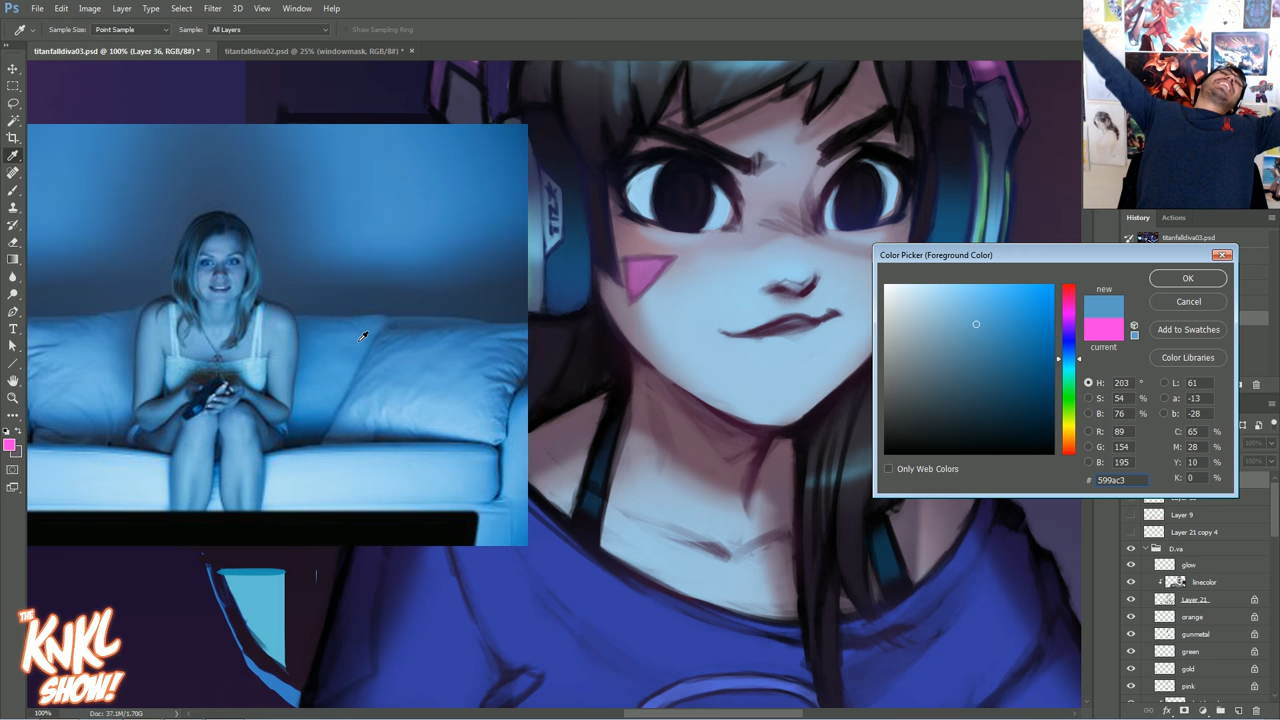 Ps File Edit Image Layer Type Select Filter 3D View Window Help
Sample Size: Point Sample Sample: All Layers Show Sampling Ring
titanfalldiva03.psd @ 100% (Layer 36, RGB/8#) * × titanfalldiva02.psd @ 25% (windowmask, RGB/8#) * ×
History Actions
titanfalldiva03.psd
Color Picker (Foreground Color)
new
current
OK
Cancel
Add to Swatches
Color Libraries
H: 203 ° L: 61
S: 54 % a: -13
B: 76 % b: -28
R: 89 C: 65 %
G: 154 M: 28 %
B: 195 Y: 10 %
# 599ac3 K: 0 %
Only Web Colors
100%
100%
Layer 9
Layer 21 copy 4
D.va
glow
linecolor
Layer 21
orange
gunmetal
green
gold
pink
THE
KNKL
SHOW!
100% Doc: 37.1M/1.70G